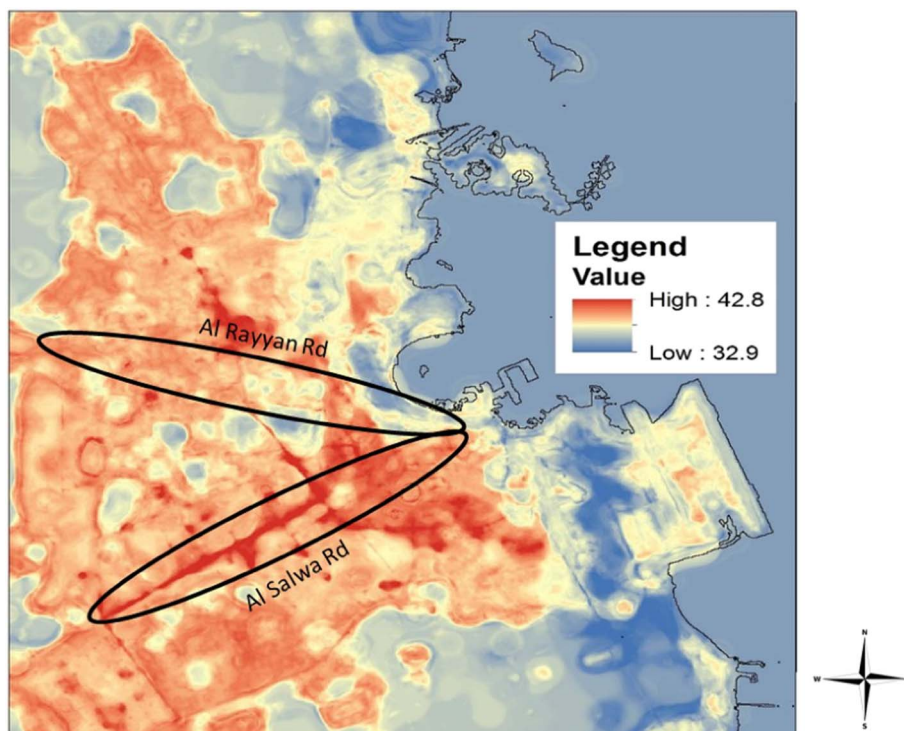 Legend
Value
High : 42.8
Low : 32.9
Al Rayyan Rd
Al Salwa Rd
N
W
S